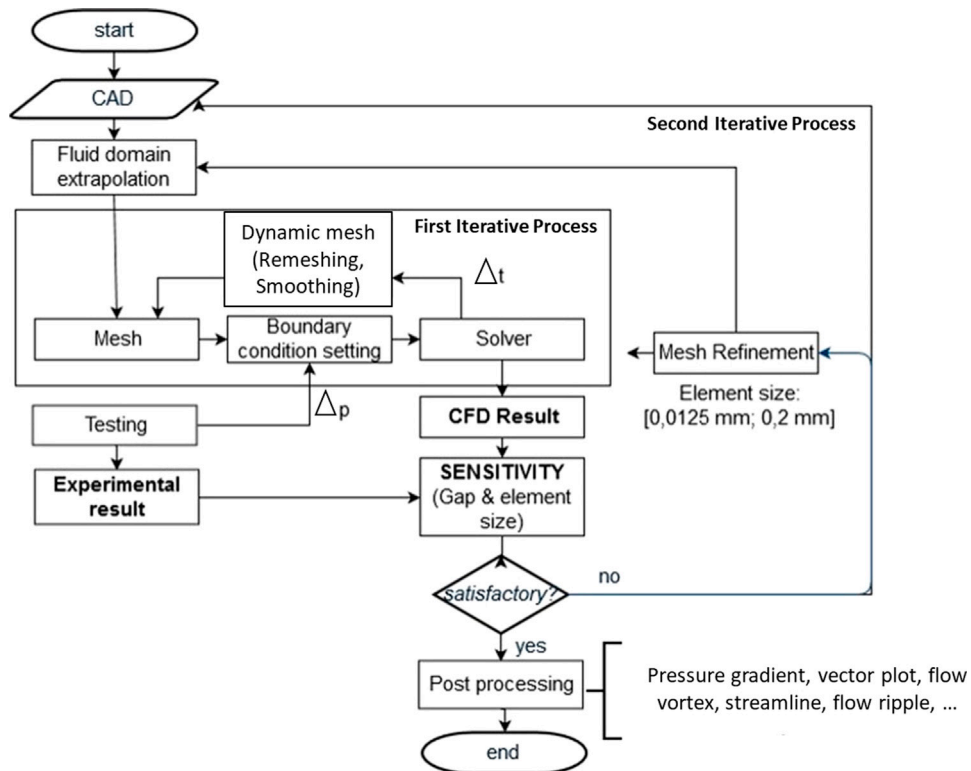 start
CAD
Second Iterative Process
Fluid domain
extrapolation
First Iterative Process
Dynamic mesh
(Remeshing,
Smoothing)
Δt
Mesh
Boundary
condition setting
Solver
Mesh Refinement
Element size:
[0,0125 mm; 0,2 mm]
Δp
Testing
CFD Result
Experimental
result
SENSITIVITY
(Gap & element
size)
satisfactory?
no
yes
Post processing
Pressure gradient, vector plot, flow
vortex, streamline, flow ripple, ...
end